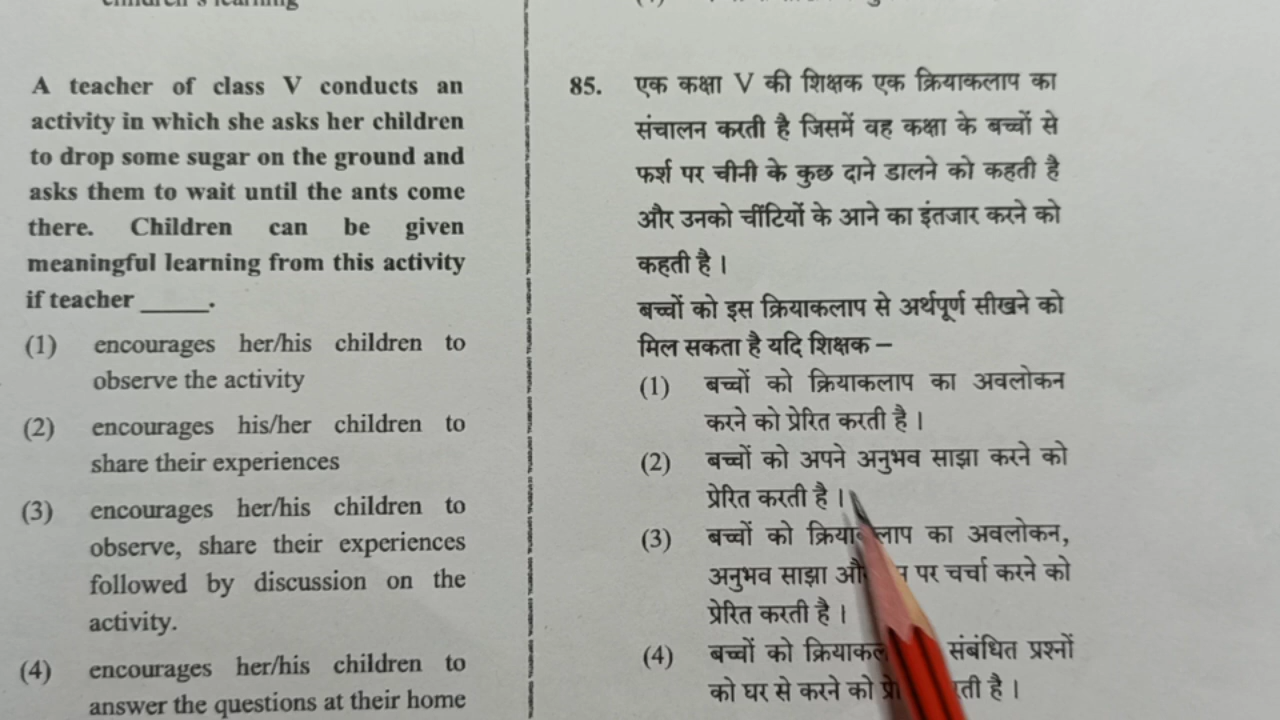 children's learning
A teacher of class V conducts an
activity in which she asks her children
to drop some sugar on the ground and
asks them to wait until the ants come
there. Children can be given
meaningful learning from this activity
if teacher _____.
(1) encourages her/his children to
observe the activity
(2) encourages his/her children to
share their experiences
(3) encourages her/his children to
observe, share their experiences
followed by discussion on the
activity.
(4) encourages her/his children to
answer the questions at their home
85. एक कक्षा V की शिक्षक एक क्रियाकलाप का
संचालन करती है जिसमें वह कक्षा के बच्चों से
फर्श पर चीनी के कुछ दाने डालने को कहती है
और उनको चींटियों के आने का इंतजार करने को
कहती है ।
बच्चों को इस क्रियाकलाप से अर्थपूर्ण सीखने को
मिल सकता है यदि शिक्षक –
(1) बच्चों को क्रियाकलाप का अवलोकन
करने को प्रेरित करती है ।
(2) बच्चों को अपने अनुभव साझा करने को
प्रेरित करती है ।
(3) बच्चों को क्रियाकलाप का अवलोकन,
अनुभव साझा पर चर्चा करने को
प्रेरित करती है ।
(4) बच्चों को संबंधित प्रश्नों
को घर से करने को है ।